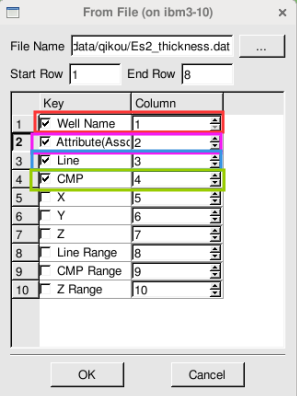 From File (on ibm3-10)
File Name data/qikou/Es2_thickness.dat ...
Start Row 1 End Row 8
Key Column
1 Well Name 1
2 Attribute(Assc 2
3 Line 3
4 CMP 4
5 X 5
6 Y 6
7 Z 7
8 Line Range 8
9 CMP Range 9
10 Z Range 10
OK Cancel